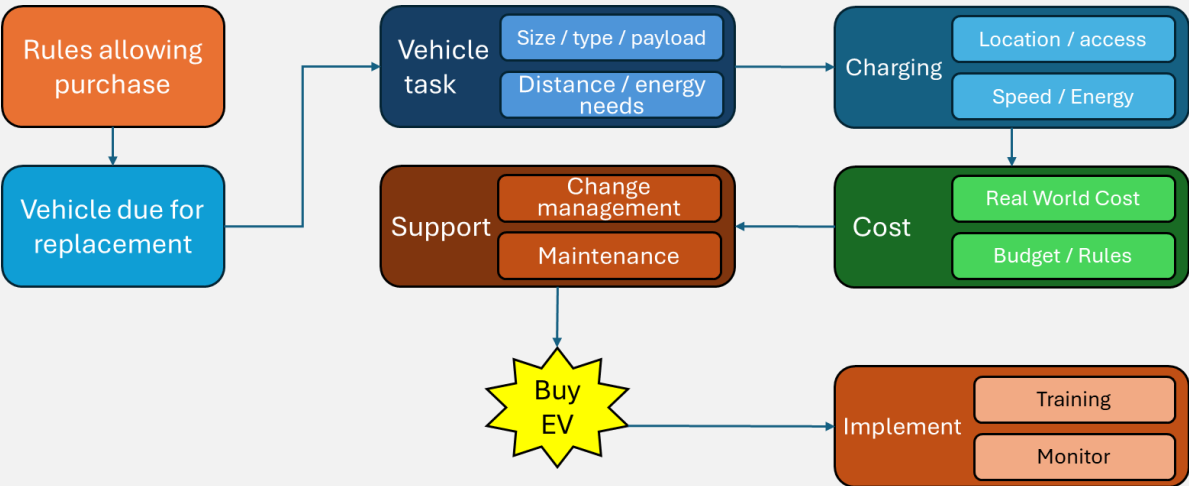 Rules allowing
purchase
Vehicle due for
replacement
Vehicle
task
Size / type / payload
Distance / energy
needs
Charging
Location / access
Speed / Energy
Cost
Real World Cost
Budget / Rules
Support
Change
management
Maintenance
Buy
EV
Implement
Training
Monitor